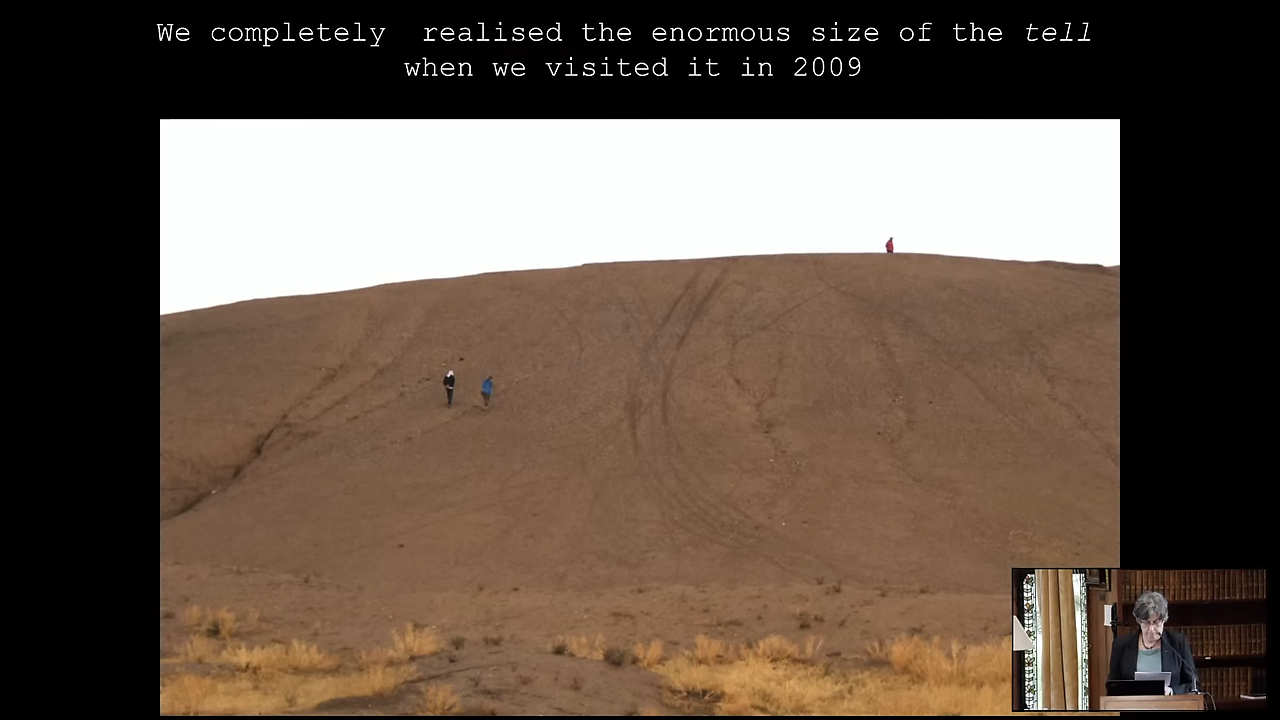 We completely  realised the enormous size of the tell
when we visited it in 2009